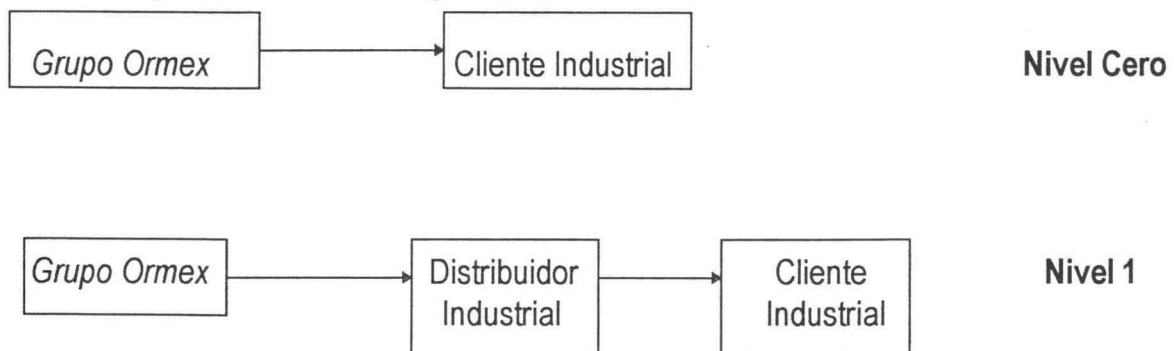 Grupo Ormex
Cliente Industrial
Nivel Cero
Grupo Ormex
Distribuidor
Industrial
Cliente
Industrial
Nivel 1